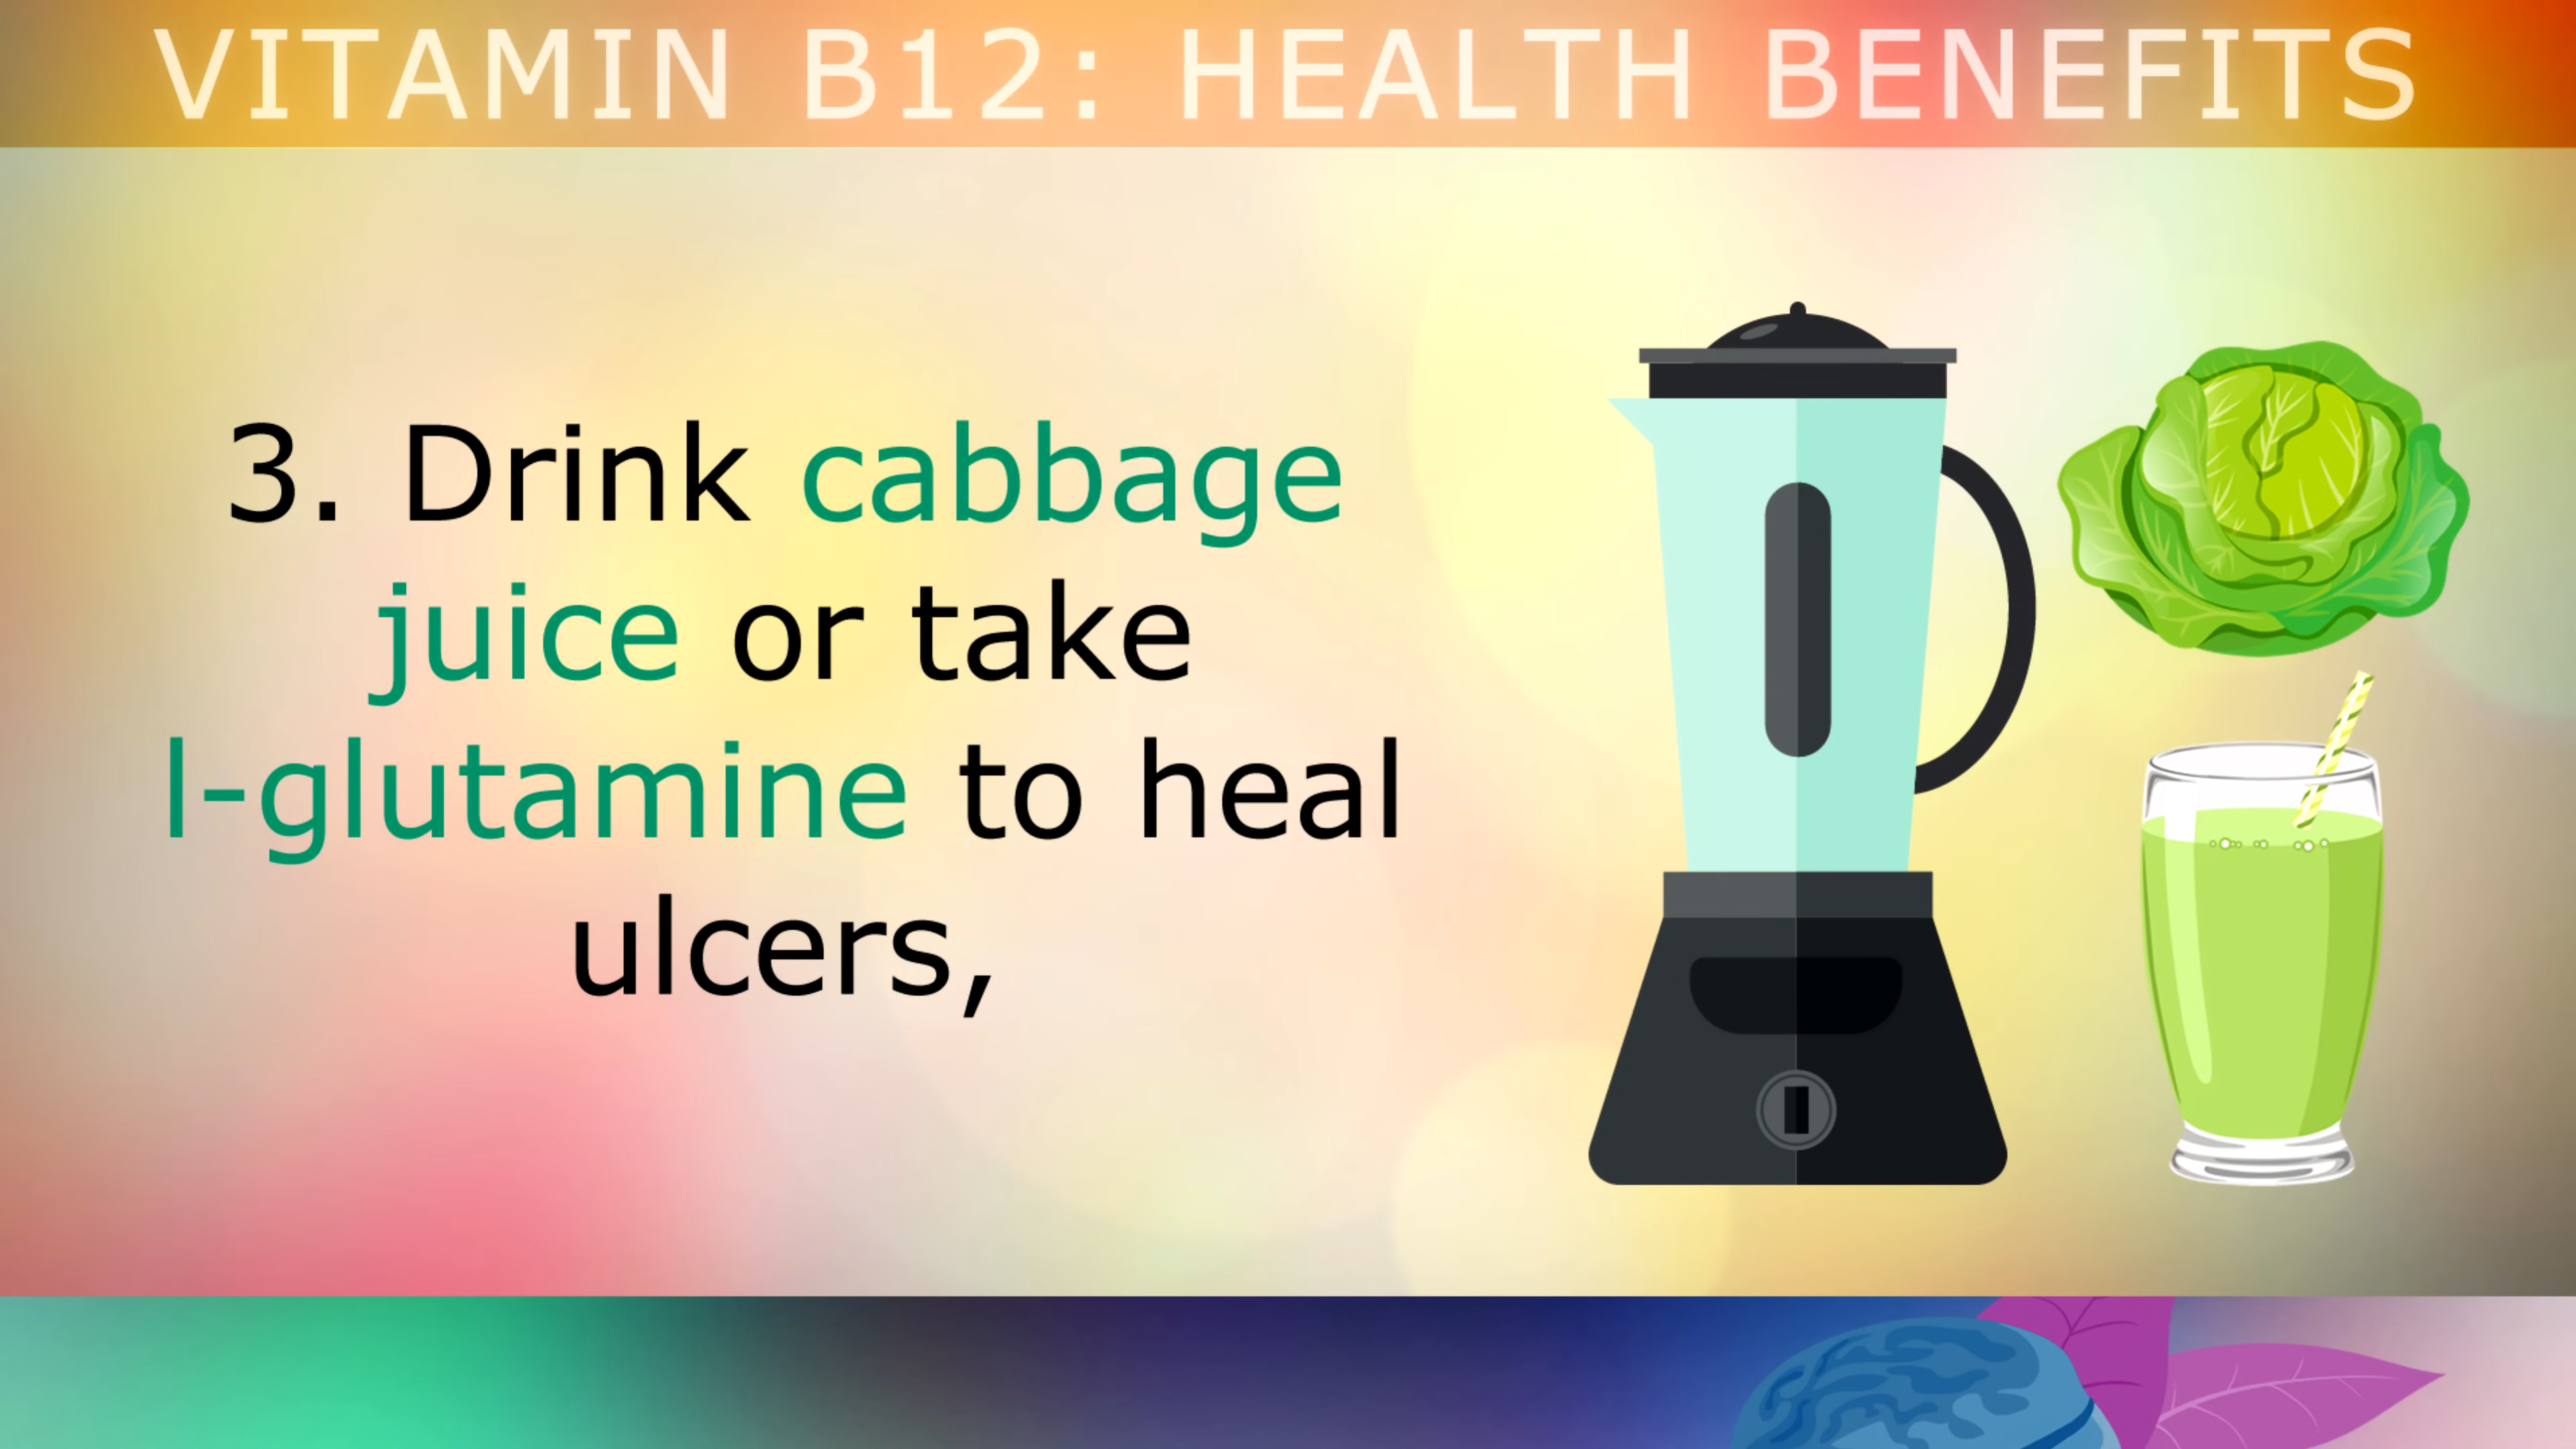 VITAMIN B12: HEALTH BENEFITS
3. Drink cabbage
juice or take
l-glutamine to heal
ulcers,